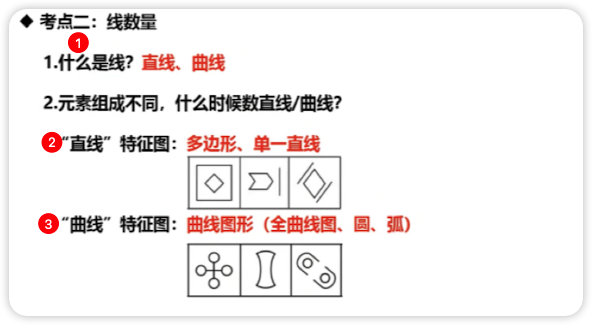 ◆ 考点二：线数量
1
1.什么是线？直线、曲线
2.元素组成不同，什么时候数直线/曲线？
2 “直线”特征图：多边形、单一直线
3 “曲线”特征图：曲线图形（全曲线图、圆、弧）